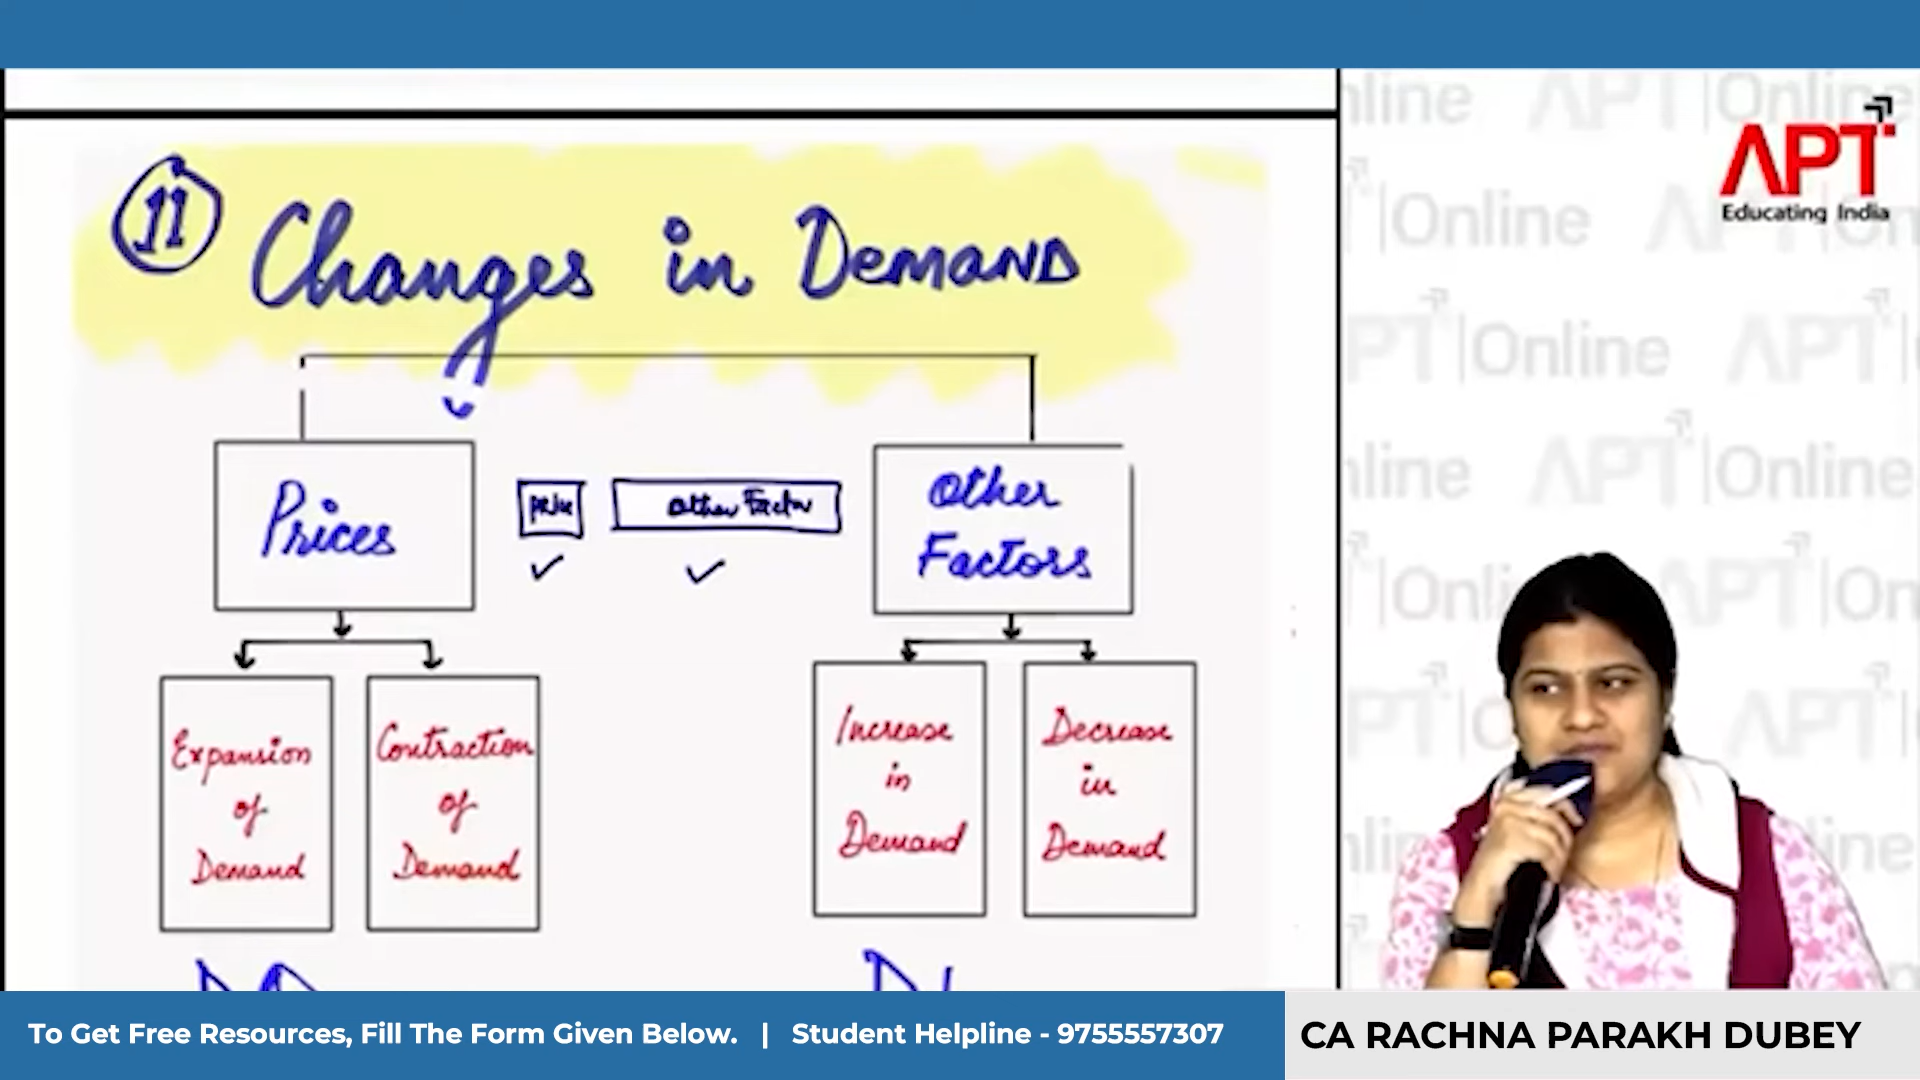 11 Changes in Demand
Prices
Price
Other Factor
Other
Factors
Expansion
of
Demand
Contraction
of
Demand
Increase
in
Demand
Decrease
in
Demand
APT
Educating India
To Get Free Resources, Fill The Form Given Below. | Student Helpline - 9755557307
CA RACHNA PARAKH DUBEY